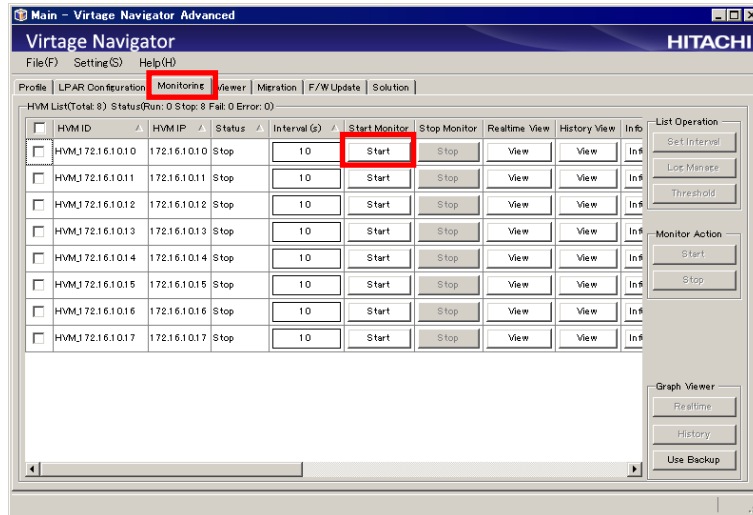 Main - Virtage Navigator Advanced
Virtage Navigator
HITACHI
File(F) Setting(S) Help(H)
Profile LPAR Configuration Monitoring Viewer Migration F/W Update Solution
HVM List(Total: 8) Status(Run: 0 Stop: 8 Fail: 0 Error: 0)
HVM ID HVM IP Status Interval (s) Start Monitor Stop Monitor Realtime View History View Info
HVM_172.16.10.10 172.16.10.10 Stop 10 Start Stop View View Inf
HVM_172.16.10.11 172.16.10.11 Stop 10 Start Stop View View Inf
HVM_172.16.10.12 172.16.10.12 Stop 10 Start Stop View View Inf
HVM_172.16.10.13 172.16.10.13 Stop 10 Start Stop View View Inf
HVM_172.16.10.14 172.16.10.14 Stop 10 Start Stop View View Inf
HVM_172.16.10.15 172.16.10.15 Stop 10 Start Stop View View Inf
HVM_172.16.10.16 172.16.10.16 Stop 10 Start Stop View View Inf
HVM_172.16.10.17 172.16.10.17 Stop 10 Start Stop View View Inf
List Operation
Set Interval
Log Manage
Threshold
Monitor Action
Start
Stop
Graph Viewer
Realtime
History
Use Backup